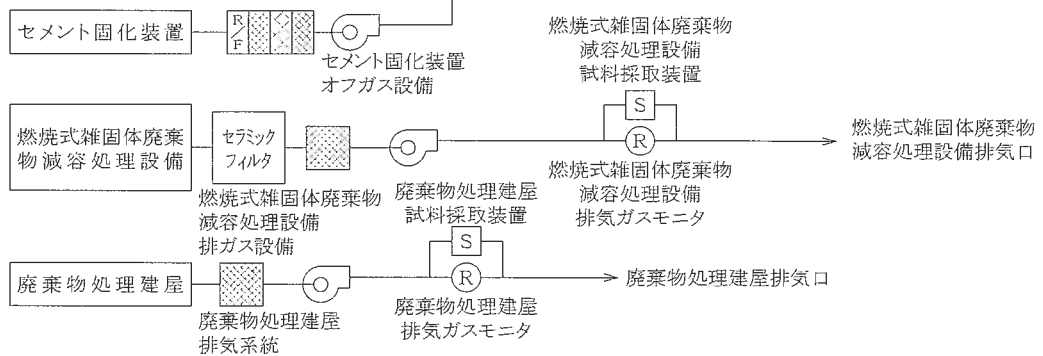 セメント固化装置
R/F
セメント固化装置
オフガス設備
燃焼式雑固体廃棄物
減容処理設備
試料採取装置
S
燃焼式雑固体廃棄
物減容処理設備
セラミック
フィルタ
R
燃焼式雑固体廃棄物
減容処理設備排気口
燃焼式雑固体廃棄物
減容処理設備
排ガス設備
燃焼式雑固体廃棄物
減容処理設備
排気ガスモニタ
廃棄物処理建屋
試料採取装置
S
廃棄物処理建屋
R
廃棄物処理建屋排気口
廃棄物処理建屋
排気系統
廃棄物処理建屋
排気ガスモニタ